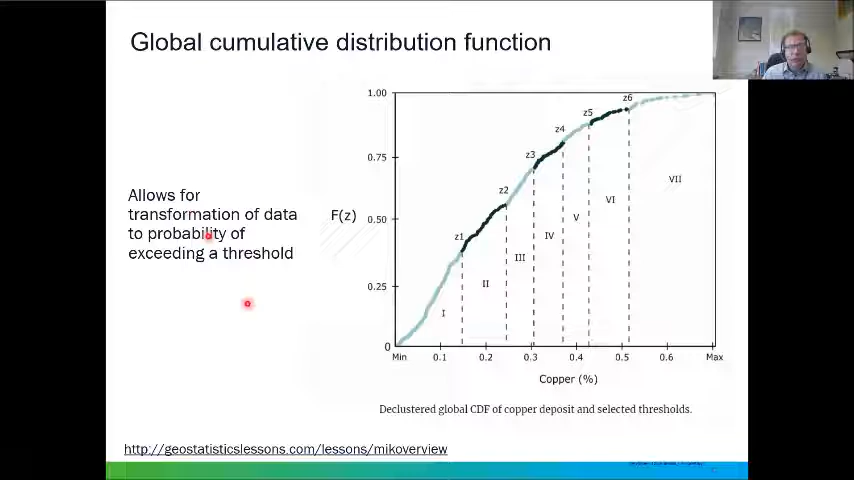 Global cumulative distribution function
Allows for
transformation of data
to probability of
exceeding a threshold
1.00
0.75
F(z)
0.50
0.25
0
z1
z2
z3
z4
z5
z6
I
II
III
IV
V
VI
VII
Min
0.1
0.2
0.3
0.4
0.5
0.6
Max
Copper (%)
Declustered global CDF of copper deposit and selected thresholds.
http://geostatisticslessons.com/lessons/mikoverview